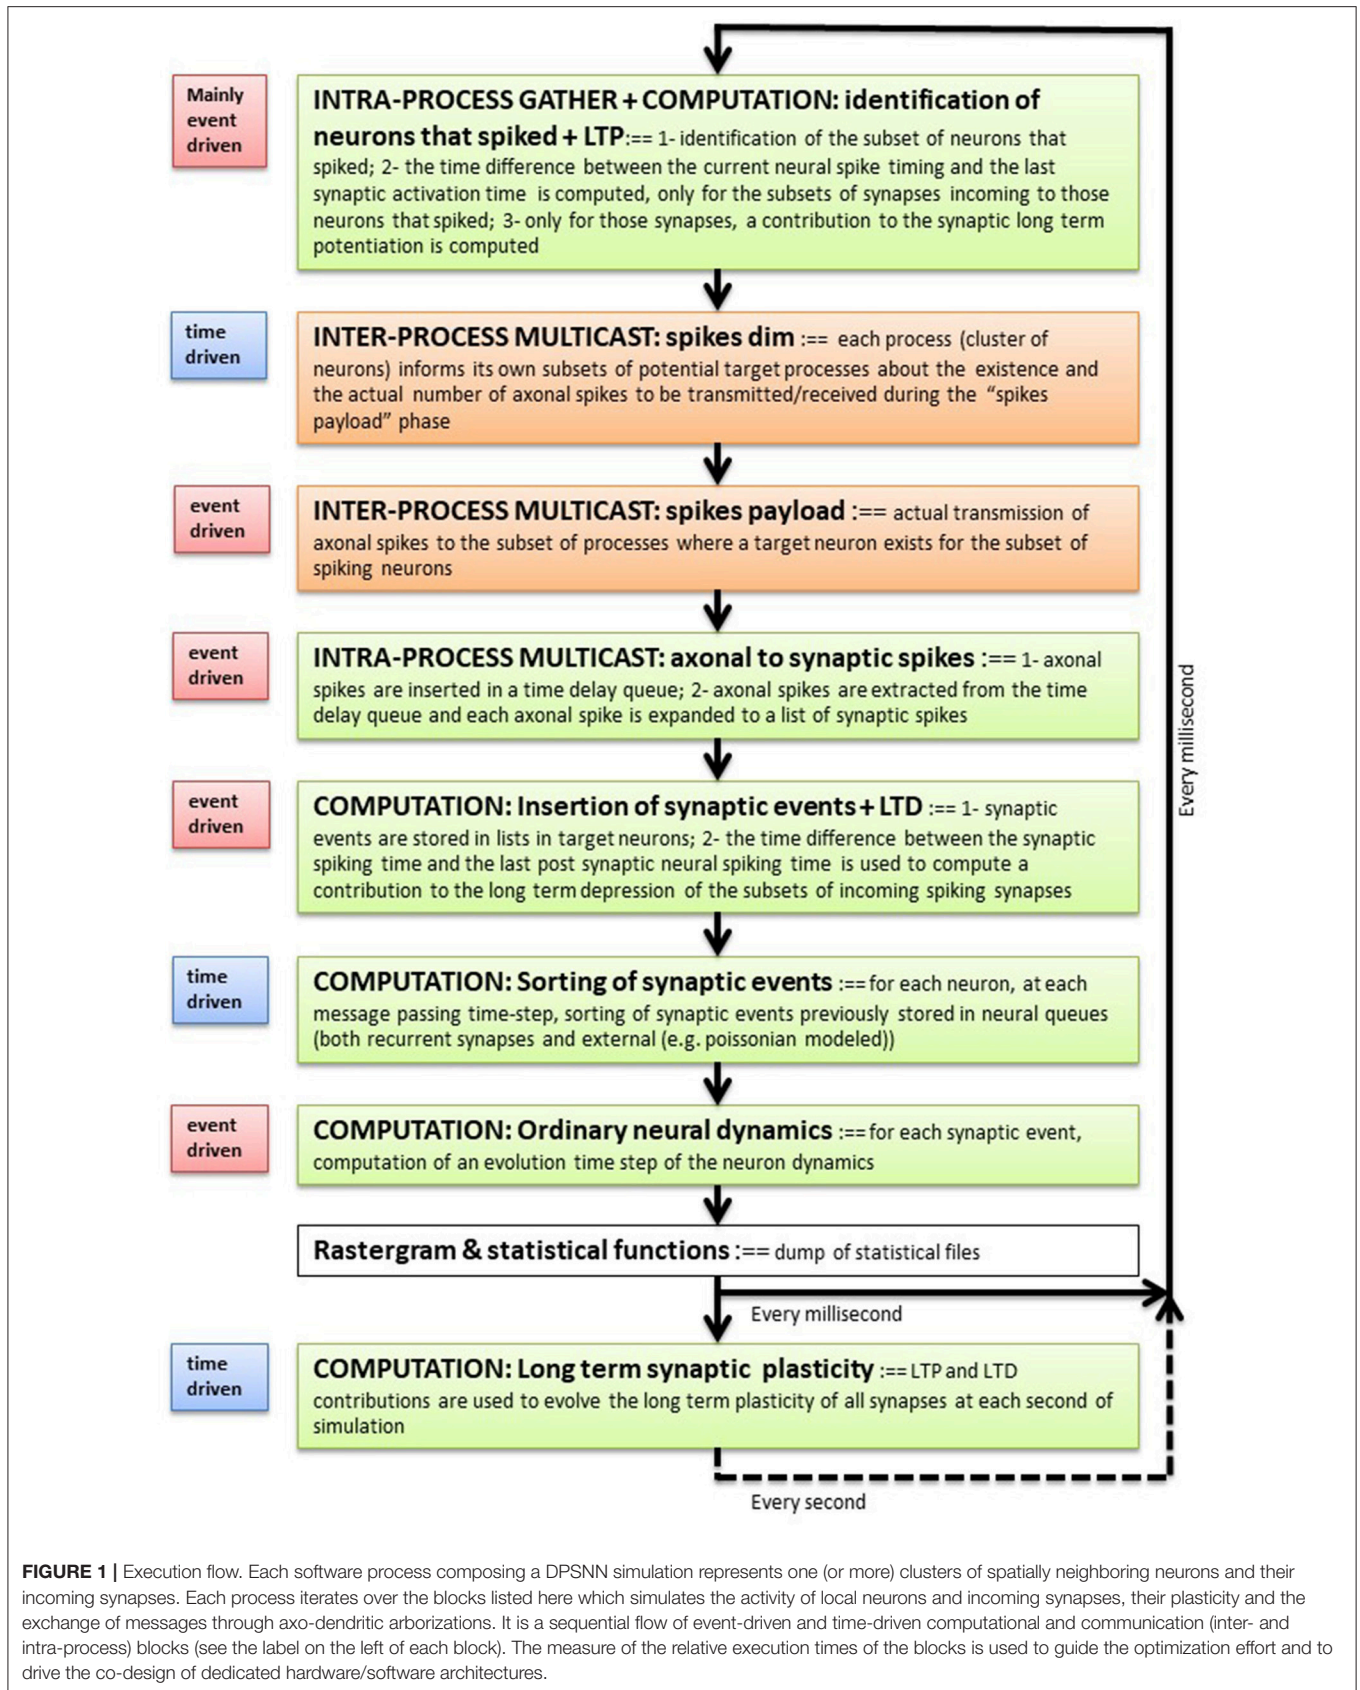 Mainly
event
driven
INTRA-PROCESS GATHER + COMPUTATION: identification of
neurons that spiked + LTP:== 1- identification of the subset of neurons that
spiked; 2- the time difference between the current neural spike timing and the last
synaptic activation time is computed, only for the subsets of synapses incoming to those
neurons that spiked; 3- only for those synapses, a contribution to the synaptic long term
potentiation is computed
time
driven
INTER-PROCESS MULTICAST: spikes dim :== each process (cluster of
neurons) informs its own subsets of potential target processes about the existence and
the actual number of axonal spikes to be transmitted/received during the “spikes
payload” phase
event
driven
INTER-PROCESS MULTICAST: spikes payload :== actual transmission of
axonal spikes to the subset of processes where a target neuron exists for the subset of
spiking neurons
event
driven
INTRA-PROCESS MULTICAST: axonal to synaptic spikes :== 1- axonal
spikes are inserted in a time delay queue; 2- axonal spikes are extracted from the time
delay queue and each axonal spike is expanded to a list of synaptic spikes
Every millisecond
event
driven
COMPUTATION: Insertion of synaptic events + LTD :== 1- synaptic
events are stored in lists in target neurons; 2- the time difference between the synaptic
spiking time and the last post synaptic neural spiking time is used to compute a
contribution to the long term depression of the subsets of incoming spiking synapses
time
driven
COMPUTATION: Sorting of synaptic events :== for each neuron, at each
message passing time-step, sorting of synaptic events previously stored in neural queues
(both recurrent synapses and external (e.g. poissonian modeled))
event
driven
COMPUTATION: Ordinary neural dynamics :== for each synaptic event,
computation of an evolution time step of the neuron dynamics
Rastergram & statistical functions :== dump of statistical files
Every millisecond
time
driven
COMPUTATION: Long term synaptic plasticity :== LTP and LTD
contributions are used to evolve the long term plasticity of all synapses at each second of
simulation
Every second
FIGURE 1 | Execution flow. Each software process composing a DPSNN simulation represents one (or more) clusters of spatially neighboring neurons and their
incoming synapses. Each process iterates over the blocks listed here which simulates the activity of local neurons and incoming synapses, their plasticity and the
exchange of messages through axo-dendritic arborizations. It is a sequential flow of event-driven and time-driven computational and communication (inter- and
intra-process) blocks (see the label on the left of each block). The measure of the relative execution times of the blocks is used to guide the optimization effort and to
drive the co-design of dedicated hardware/software architectures.